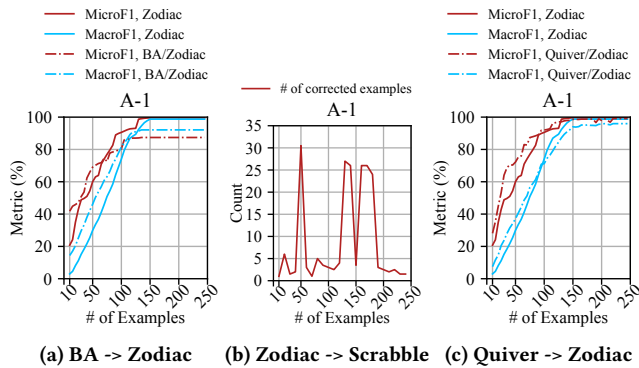 MicroF1, Zodiac
MacroF1, Zodiac
MicroF1, BA/Zodiac
MacroF1, BA/Zodiac
A-1
Metric (%)
100
80
60
40
20
0
10
50
100
150
200
250
# of Examples
(a) BA -> Zodiac
# of corrected examples
A-1
Count
35
30
25
20
15
10
5
0
10
50
100
150
200
250
# of Examples
(b) Zodiac -> Scrabble
MicroF1, Zodiac
MacroF1, Zodiac
MicroF1, Quiver/Zodiac
MacroF1, Quiver/Zodiac
A-1
Metric (%)
100
80
60
40
20
0
10
50
100
150
200
250
# of Examples
(c) Quiver -> Zodiac